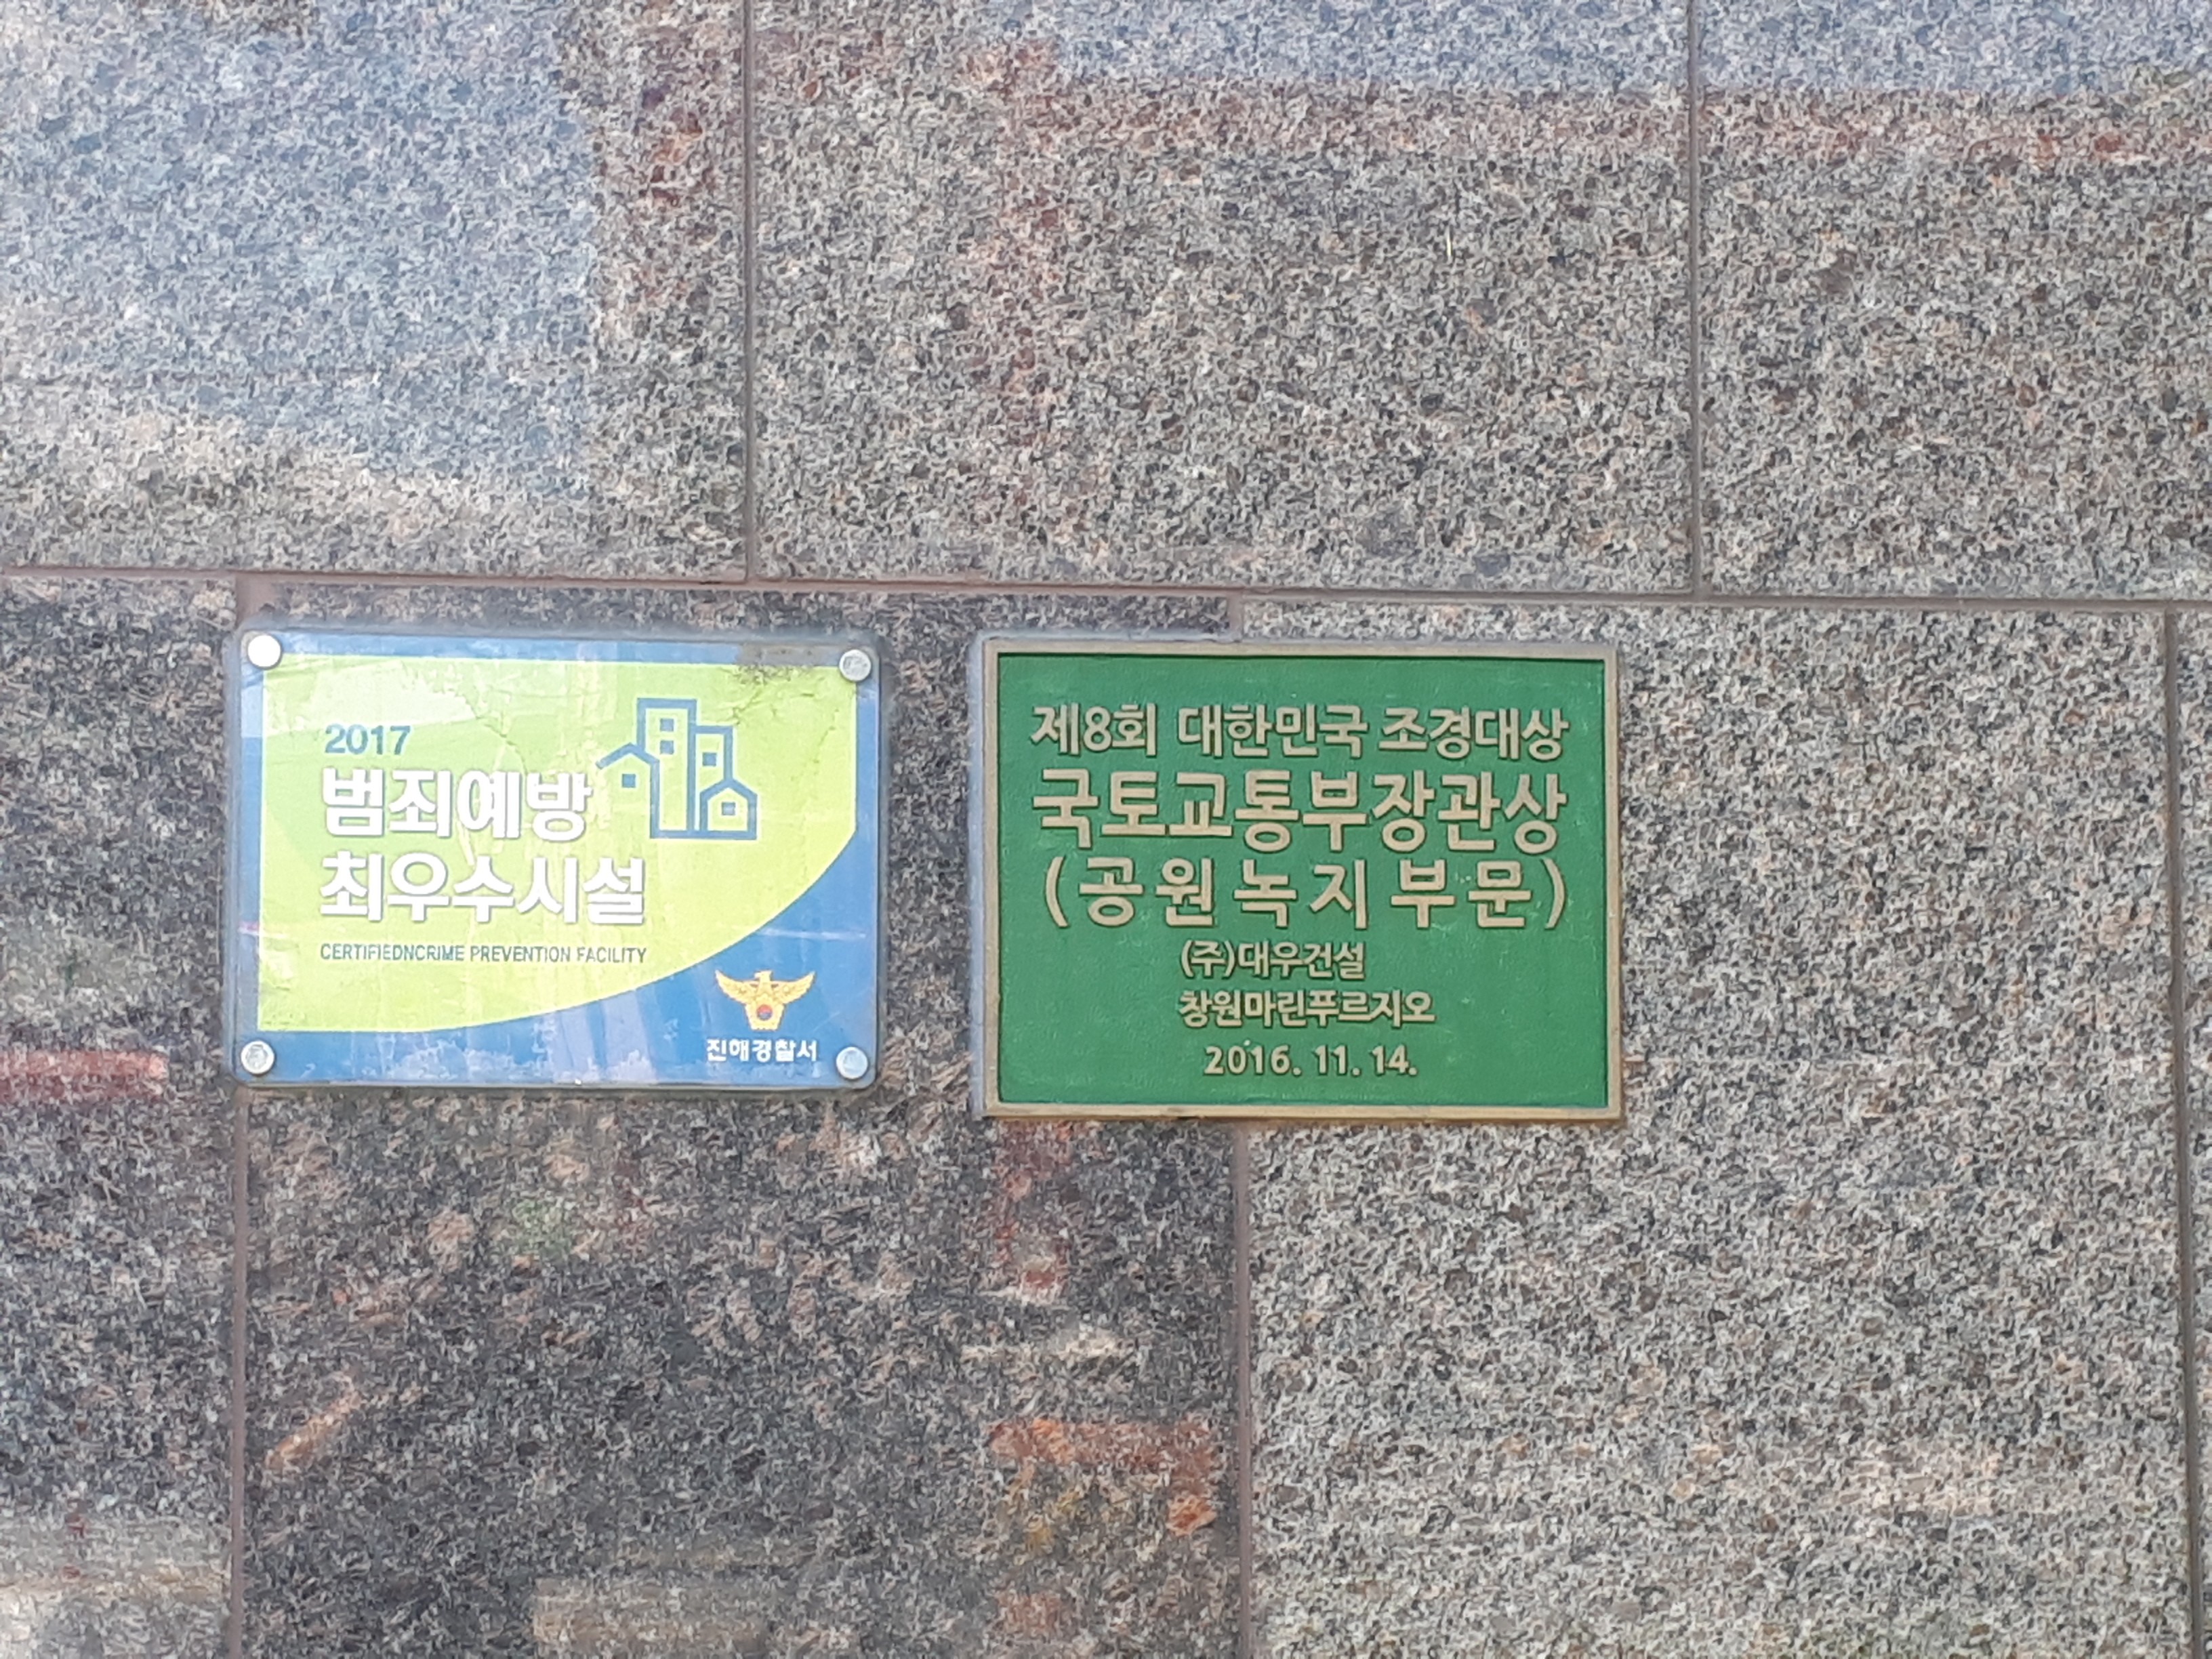 2017
범죄예방
최우수시설
CERTIFIEDNCRIME PREVENTION FACILITY
진해경찰서
제8회 대한민국 조경대상
국토교통부장관상
(공원녹지부문)
(주)대우건설
창원마린푸르지오
2016. 11. 14.